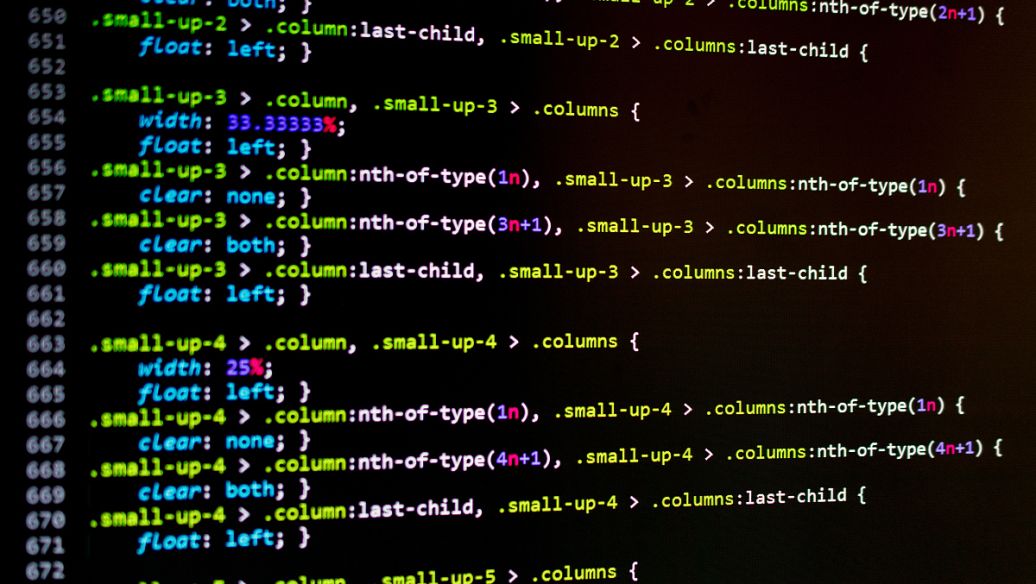 small-up-2 > .columns:nth-of-type(2n+1) {
clear: both; }
650 .small-up-2 > .column:last-child, .small-up-2 > .columns:last-child {
651 float: left; }
652
653 .small-up-3 > .column, .small-up-3 > .columns {
654 width: 33.33333%;
655 float: left; }
656 .small-up-3 > .column:nth-of-type(1n), .small-up-3 > .columns:nth-of-type(1n) {
657 clear: none; }
658 .small-up-3 > .column:nth-of-type(3n+1), .small-up-3 > .columns:nth-of-type(3n+1) {
659 clear: both; }
660 .small-up-3 > .column:last-child, .small-up-3 > .columns:last-child {
661 float: left; }
662
663 .small-up-4 > .column, .small-up-4 > .columns {
664 width: 25%;
665 float: left; }
666 .small-up-4 > .column:nth-of-type(1n), .small-up-4 > .columns:nth-of-type(1n) {
667 clear: none; }
668 .small-up-4 > .column:nth-of-type(4n+1), .small-up-4 > .columns:nth-of-type(4n+1) {
669 clear: both; }
670 .small-up-4 > .column:last-child, .small-up-4 > .columns:last-child {
671 float: left; }
672
.small-up-5 > .column, .small-up-5 > .columns {